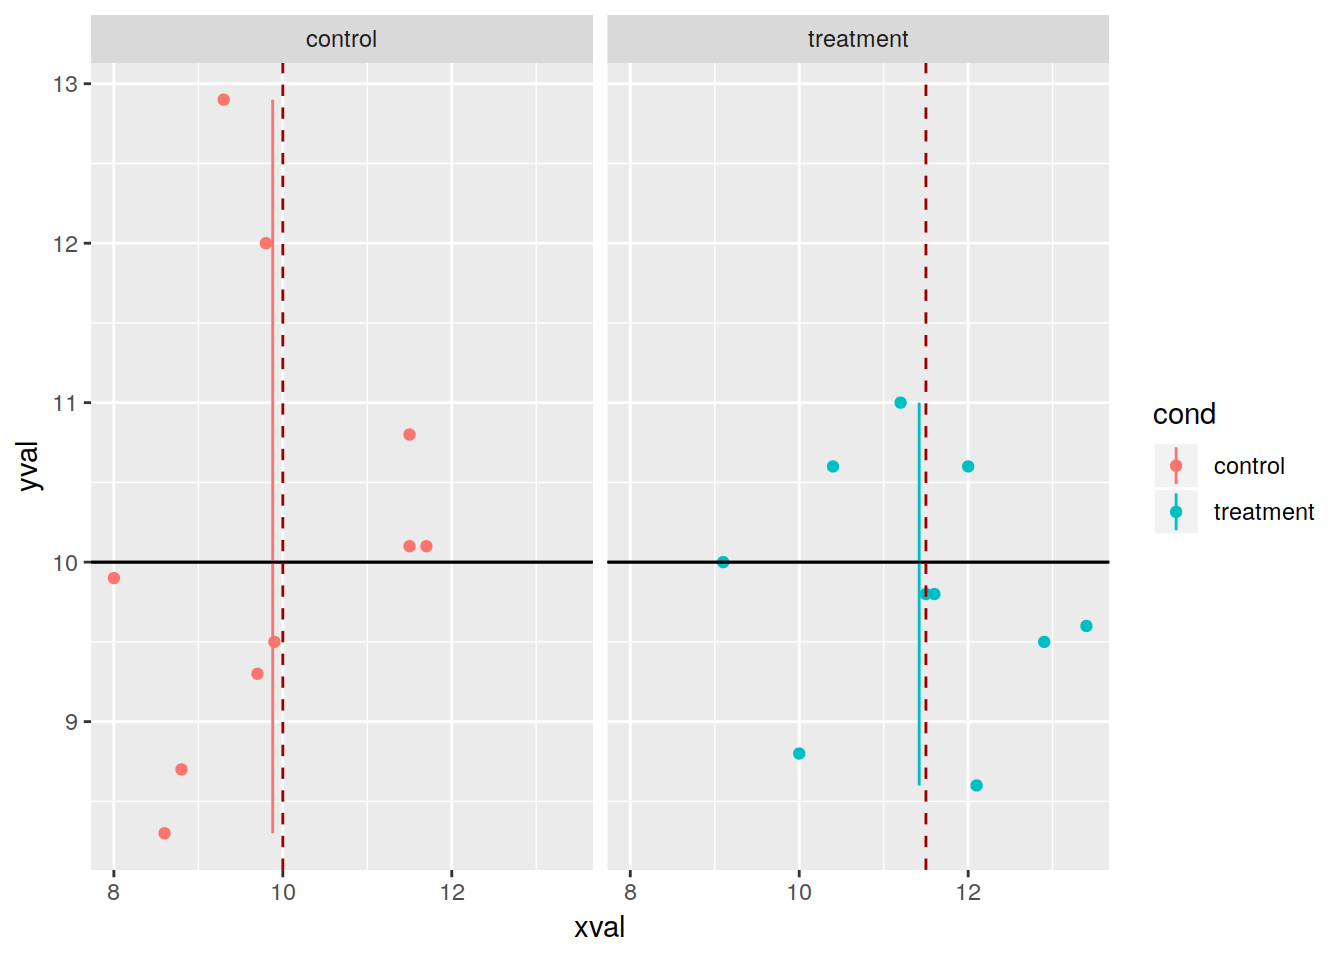 control treatment
13
12
11
10
9
yval
8 10 12 8 10 12
xval
cond
control
treatment